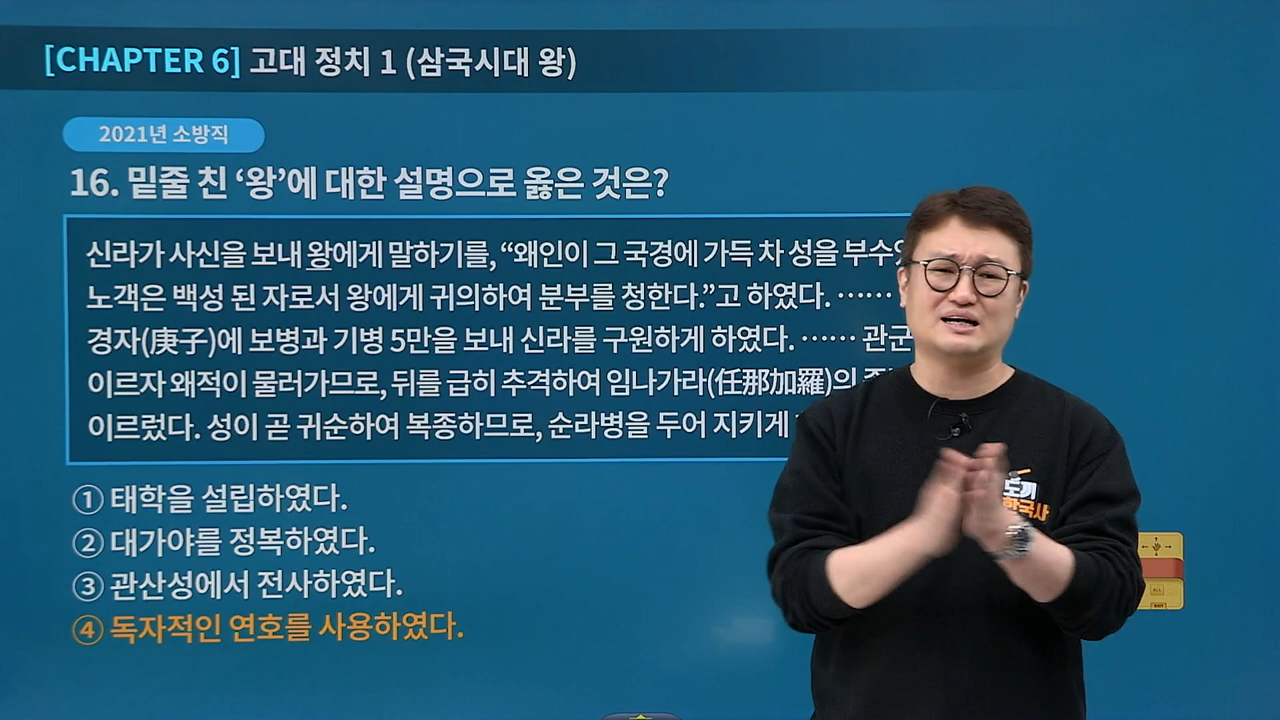 [CHAPTER 6] 고대 정치 1 (삼국시대 왕)
2021년 소방직
16. 밑줄 친 ‘왕’에 대한 설명으로 옳은 것은?
신라가 사신을 보내 왕에게 말하기를, “왜인이 그 국경에 가득 차 성을
노객은 백성 된 자로서 왕에게 귀의하여 분부를 청한다.”고 하였다. ……
경자(庚子)에 보병과 기병 5만을 보내 신라를 구원하게 하였다. …… 관군
이르자 왜적이 물러가므로, 뒤를 급히 추격하여 임나가라(任那加羅)의
이르렀다. 성이 곧 귀순하여 복종하므로, 순라병을 두어 지키게
① 태학을 설립하였다.
② 대가야를 정복하였다.
③ 관산성에서 전사하였다.
④ 독자적인 연호를 사용하였다.
도끼
한국사